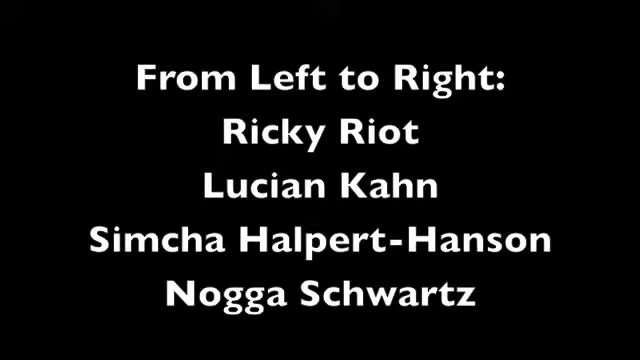 From Left to Right:
Ricky Riot
Lucian Kahn
Simcha Halpert-Hanson
Nogga Schwartz